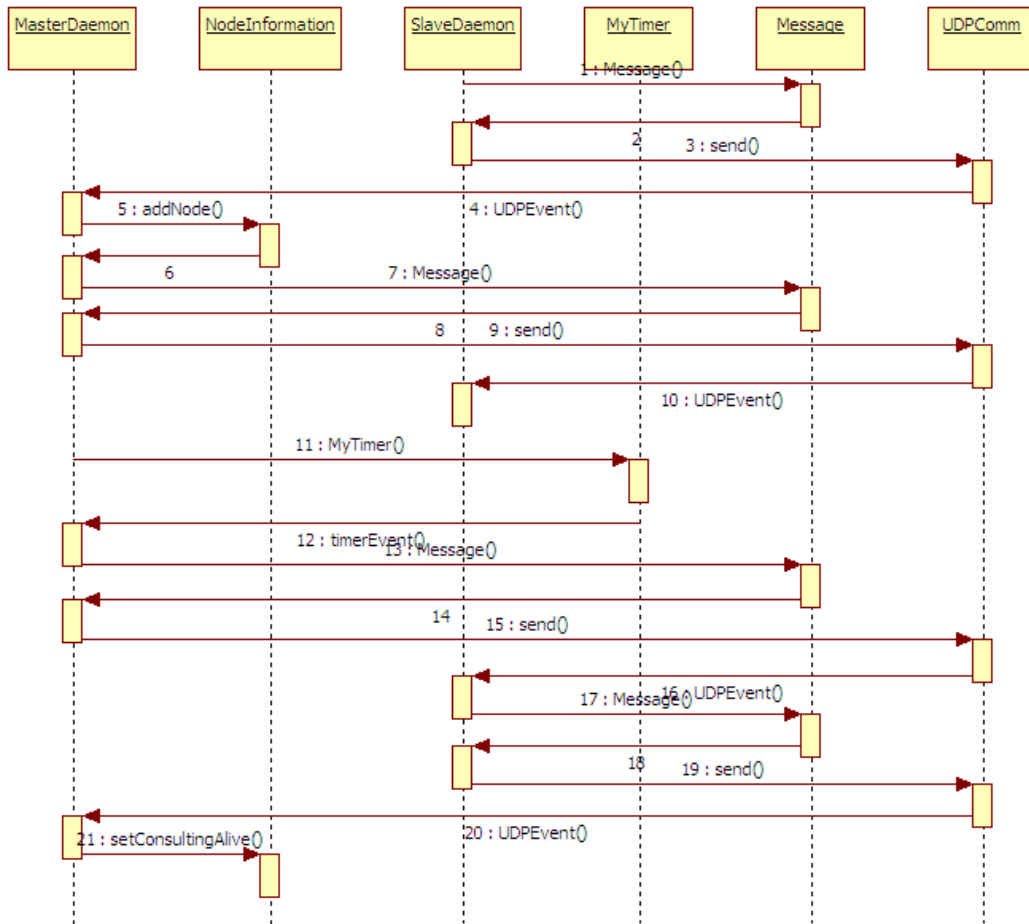 MasterDaemon
NodeInformation
SlaveDaemon
MyTimer
Message
UDPComm
1 : Message()
2
3 : send()
4 : UDPEvent()
5 : addNode()
6
7 : Message()
8
9 : send()
10 : UDPEvent()
11 : MyTimer()
12 : timerEvent()
13 : Message()
14
15 : send()
16 : UDPEvent()
17 : Message()
18
19 : send()
20 : UDPEvent()
21 : setConsultingAlive()